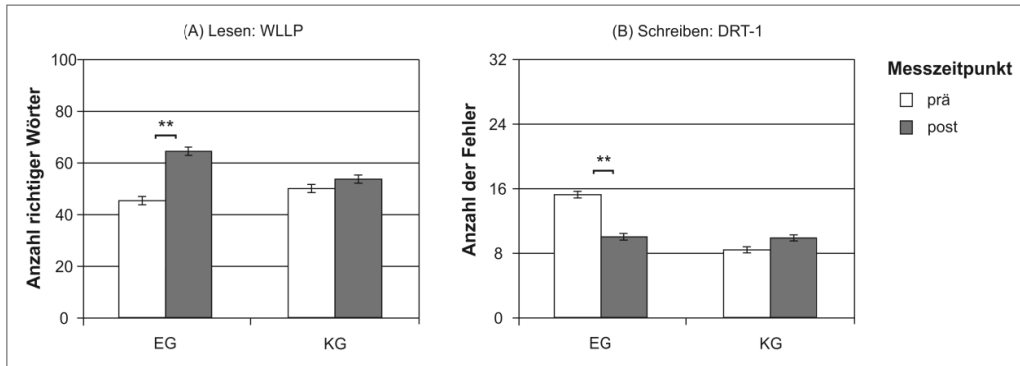 (A) Lesen: WLLP
Anzahl richtiger Wörter
100
80
60
40
20
0
**
EG
KG
(B) Schreiben: DRT-1
Anzahl der Fehler
32
24
16
8
0
**
EG
KG
Messzeitpunkt
prä
post